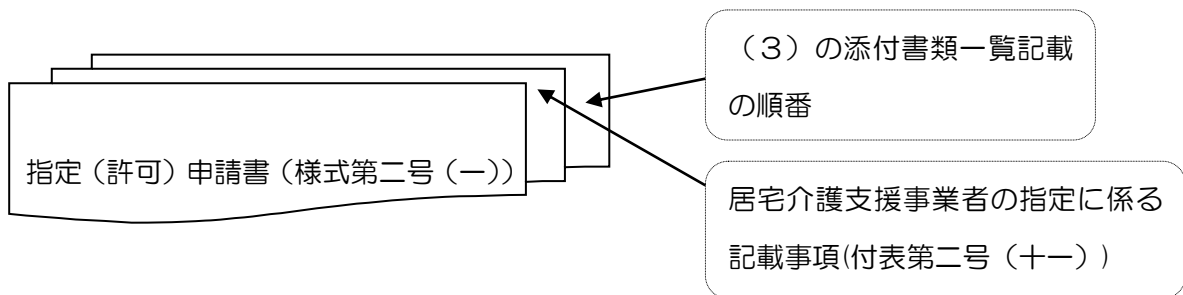 （３）の添付書類一覧記載
の順番
指定（許可）申請書（様式第二号（一））
居宅介護支援事業者の指定に係る
記載事項(付表第二号（十一）)